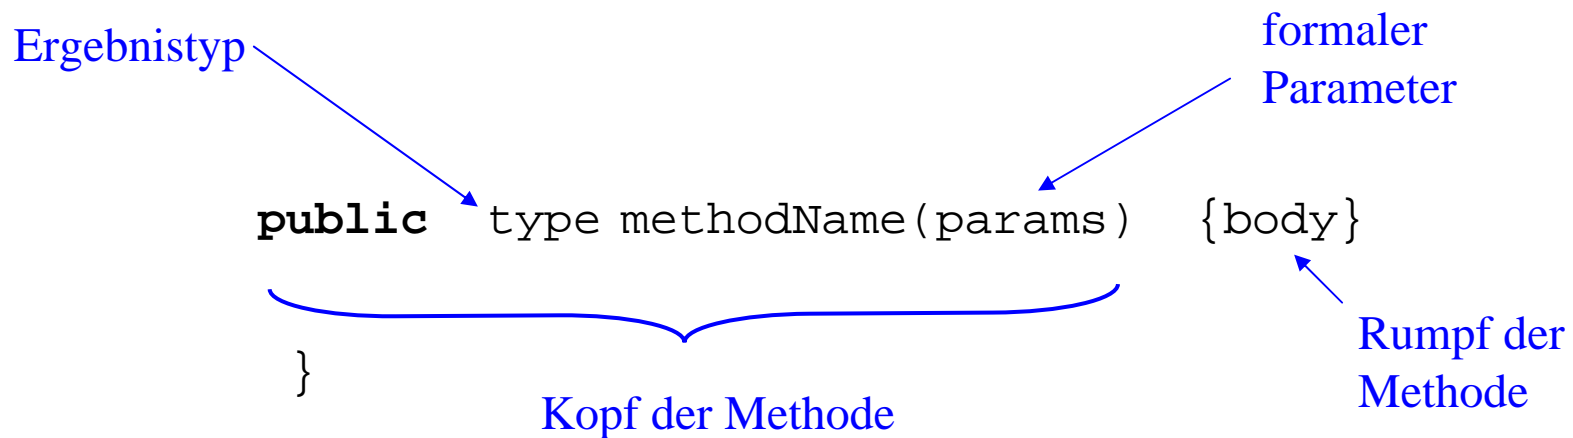 Ergebnistyp
formaler
Parameter
public type methodName(params) {body}
}
Kopf der Methode
Rumpf der
Methode